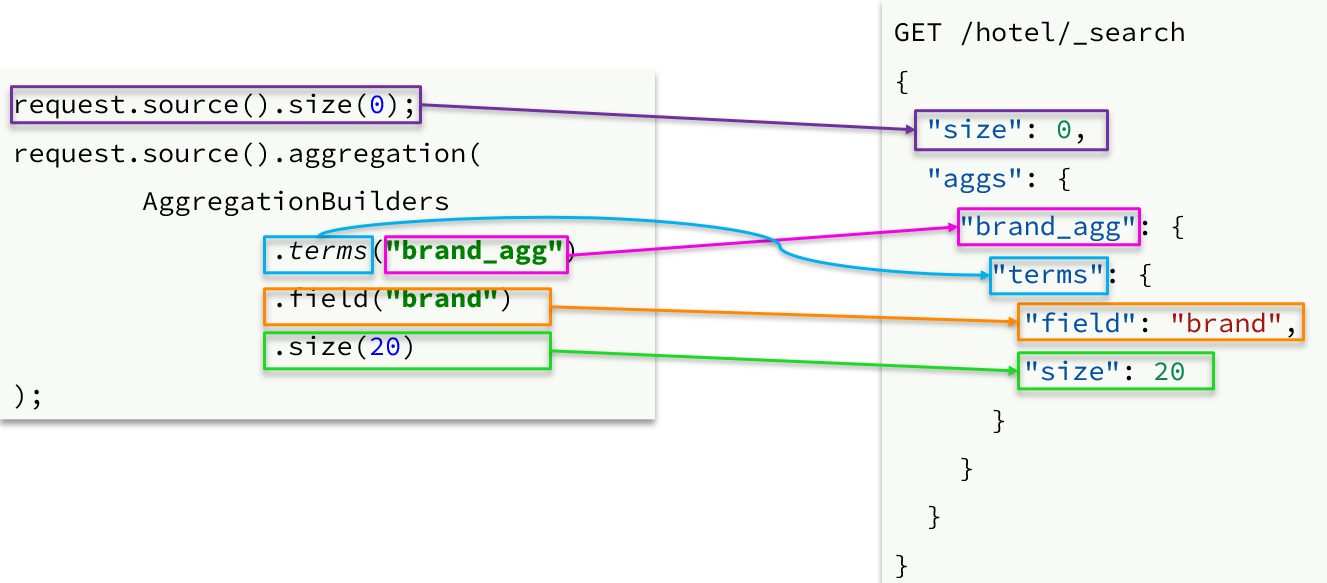 request.source().size(0);
request.source().aggregation(
AggregationBuilders
.terms("brand_agg")
.field("brand")
.size(20)
);
GET /hotel/_search
{
"size": 0,
"aggs": {
"brand_agg": {
"terms": {
"field": "brand",
"size": 20
}
}
}
}